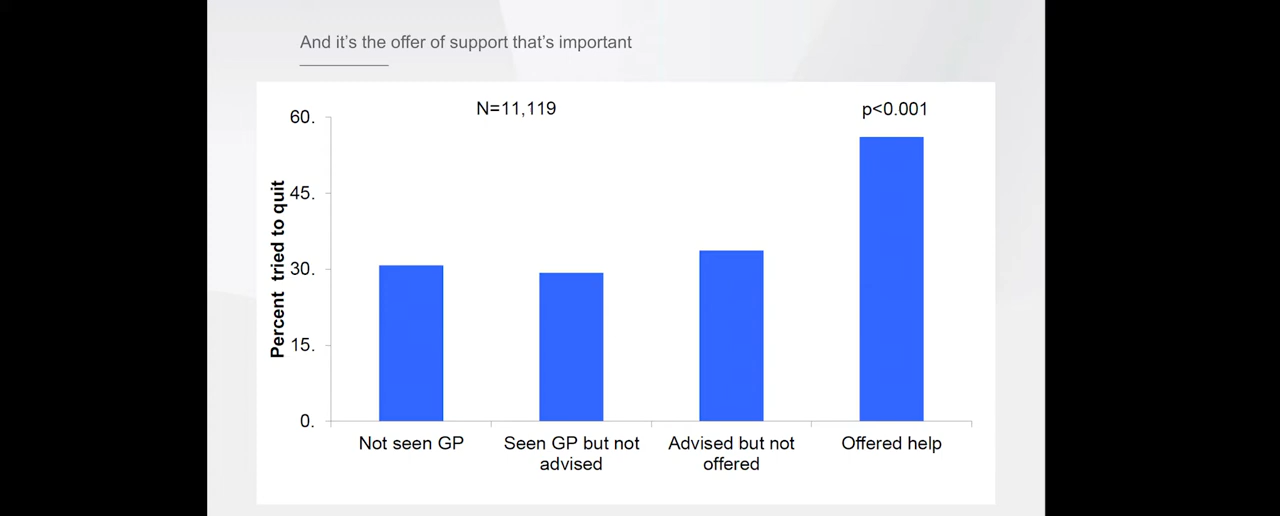 And it's the offer of support that's important
N=11,119
p<0.001
60.
45.
30.
15.
0.
Percent tried to quit
Not seen GP
Seen GP but not
advised
Advised but not
offered
Offered help